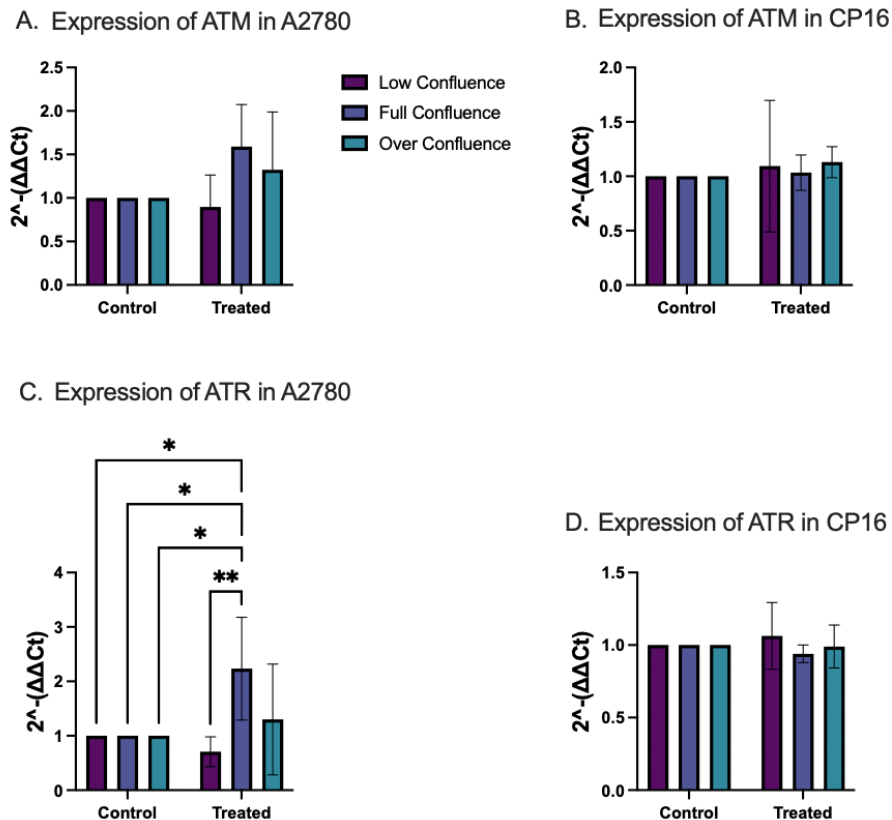 A. Expression of ATM in A2780
2.5
2.0
1.5
1.0
0.5
0.0
2^-(ΔΔCt)
Control
Treated
Low Confluence
Full Confluence
Over Confluence
B. Expression of ATM in CP16
2.0
1.5
1.0
0.5
0.0
2^-(ΔΔCt)
Control
Treated
C. Expression of ATR in A2780
*
*
*
**
4
3
2
1
0
2^-(ΔΔCt)
Control
Treated
D. Expression of ATR in CP16
1.5
1.0
0.5
0.0
2^-(ΔΔCt)
Control
Treated